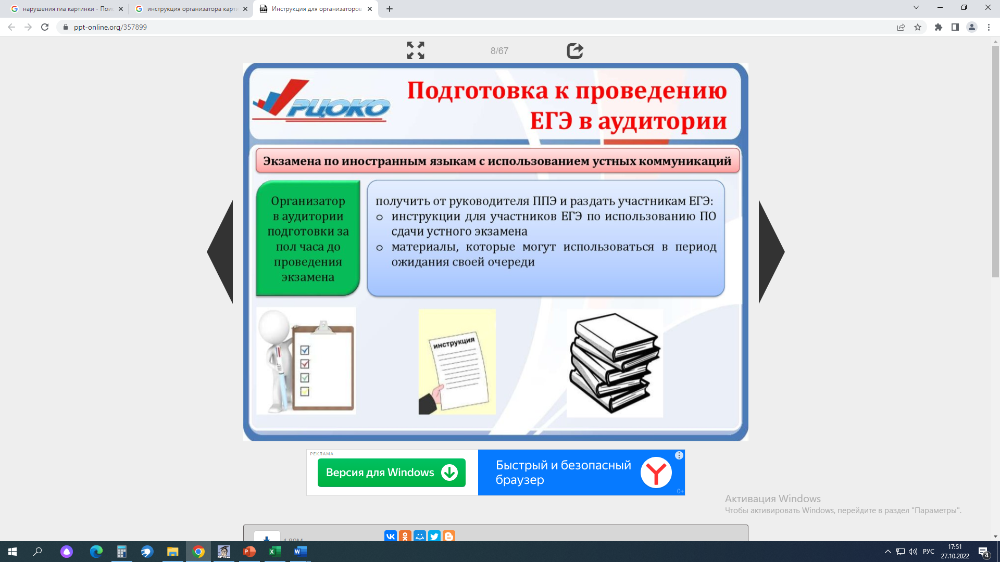 нарушения гиа картинки - Пои
инструкция организатора карти
Инструкция для организаторов
ppt-online.org/357899
8/67
РЦОКО
Подготовка к проведению
ЕГЭ в аудитории
Экзамена по иностранным языкам с использованием устных коммуникаций
Организатор
в аудитории
подготовки за
пол часа до
проведения
экзамена
получить от руководителя ППЭ и раздать участникам ЕГЭ:
o инструкции для участников ЕГЭ по использованию ПО
сдачи устного экзамена
o материалы, которые могут использоваться в период
ожидания своей очереди
инструкция
РЕКЛАМА
Версия для Windows
Быстрый и безопасный
браузер
0+
Активация Windows
Чтобы активировать Windows, перейдите в раздел "Параметры".
4.89M
РУС
17:51
27.10.2022
4